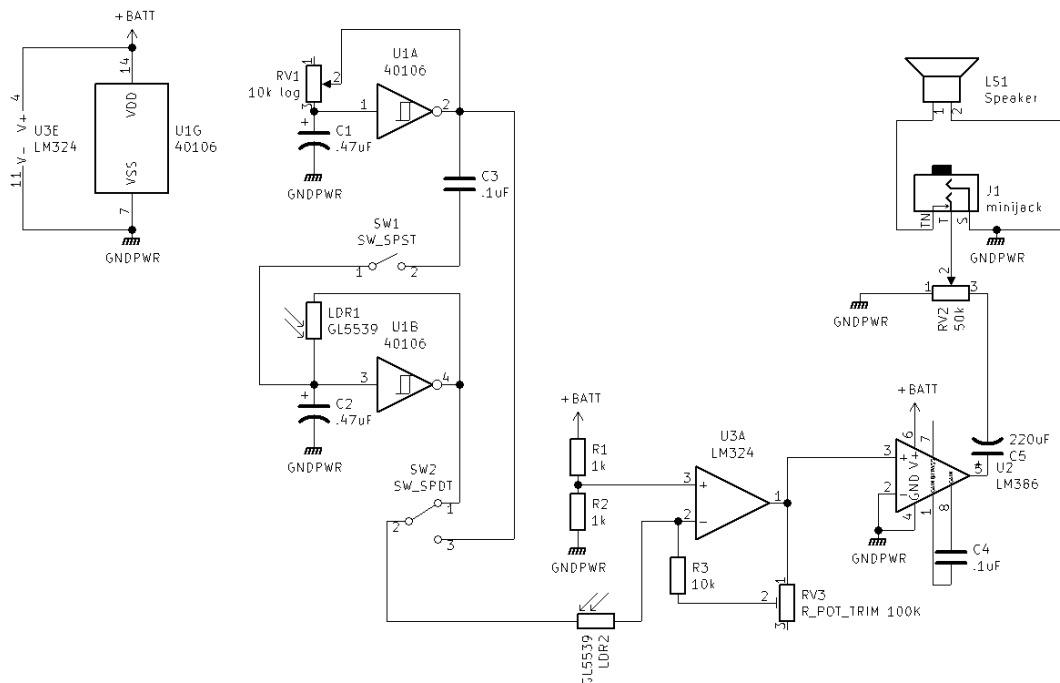 +BATT
14
VDD
VSS
7
U1G
40106
V+ 4
11 V-
U3E
LM324
GNDPWR
RV1
10k log
1
2
3
U1A
40106
1
2
+
C1
.47uF
GNDPWR
C3
.1uF
SW1
SW_SPST
1
2
LDR1
GL5539
U1B
40106
3
4
+
C2
.47uF
GNDPWR
SW2
SW_SPDT
1
2
3
+BATT
R1
1k
R2
1k
GNDPWR
U3A
LM324
3
+
2
−
1
R3
10k
1
2
3
RV3
R_POT_TRIM 100K
GL5539
LDR2
LS1
Speaker
1
2
J1
minijack
TN
T
S
GNDPWR
2
1
3
RV2
50k
GNDPWR
+BATT
6
7
3
+
2
−
GND
V+
4
1
8
5
220uF
C5
+
U2
LM386
GNDPWR
C4
.1uF